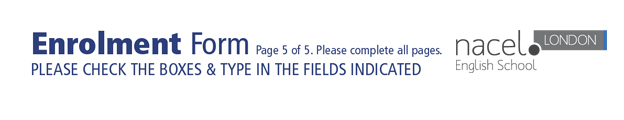 Enrolment Form Page 5 of 5. Please complete all pages.
PLEASE CHECK THE BOXES & TYPE IN THE FIELDS INDICATED
nacel. LONDON
English School